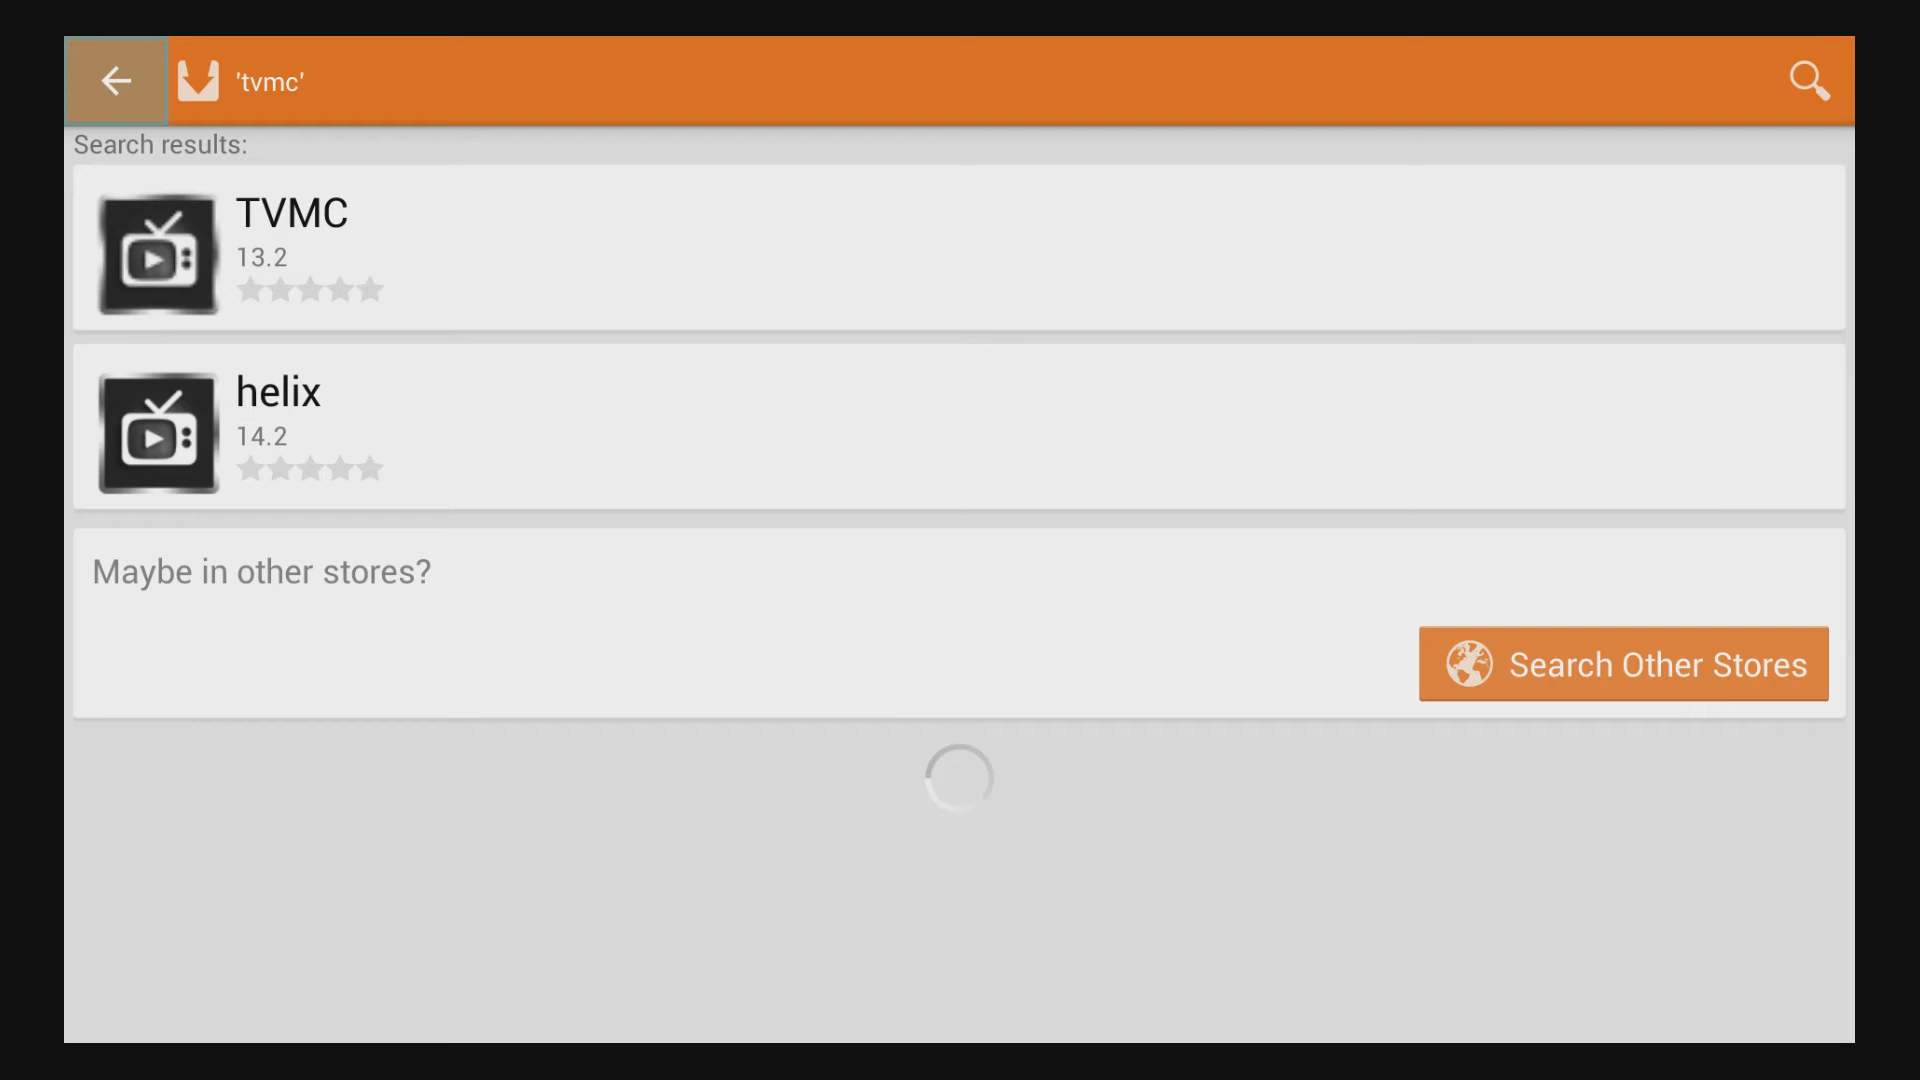 'tvmc'
Search results:
TVMC
13.2
helix
14.2
Maybe in other stores?
Search Other Stores